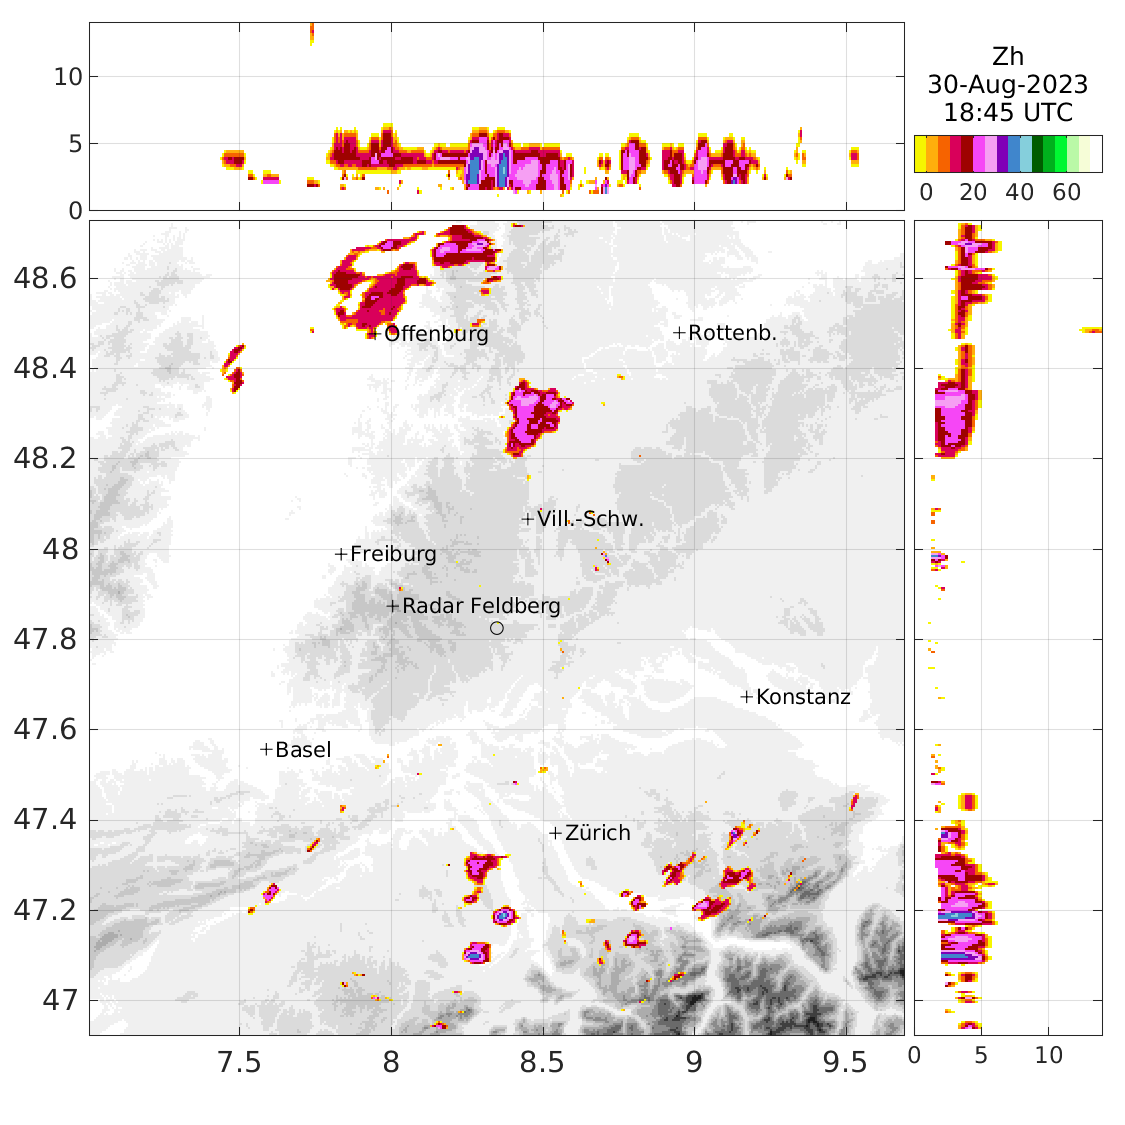 10
5
0
Zh
30-Aug-2023
18:45 UTC
0 20 40 60
48.6
48.4
48.2
48
47.8
47.6
47.4
47.2
47
Offenburg
Rottenb.
Vill.-Schw.
Freiburg
Radar Feldberg
Konstanz
Basel
Zürich
7.5 8 8.5 9 9.5
0 5 10